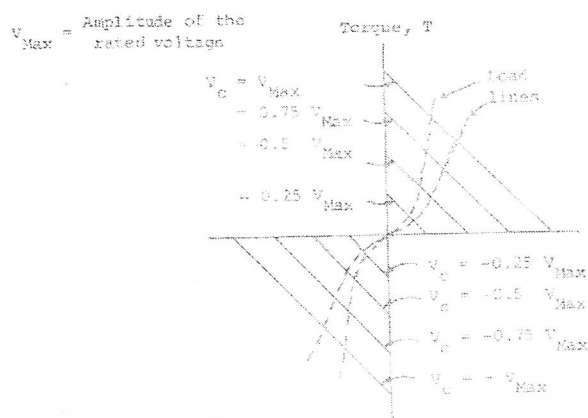 V_Max = Amplitude of the rated voltage
Torque, T
V_c = V_Max
= 0.75 V_Max
= 0.5 V_Max
= 0.25 V_Max
Load lines
V_c = -0.25 V_Max
V_c = -0.5 V_Max
V_c = -0.75 V_Max
V_c = - V_Max